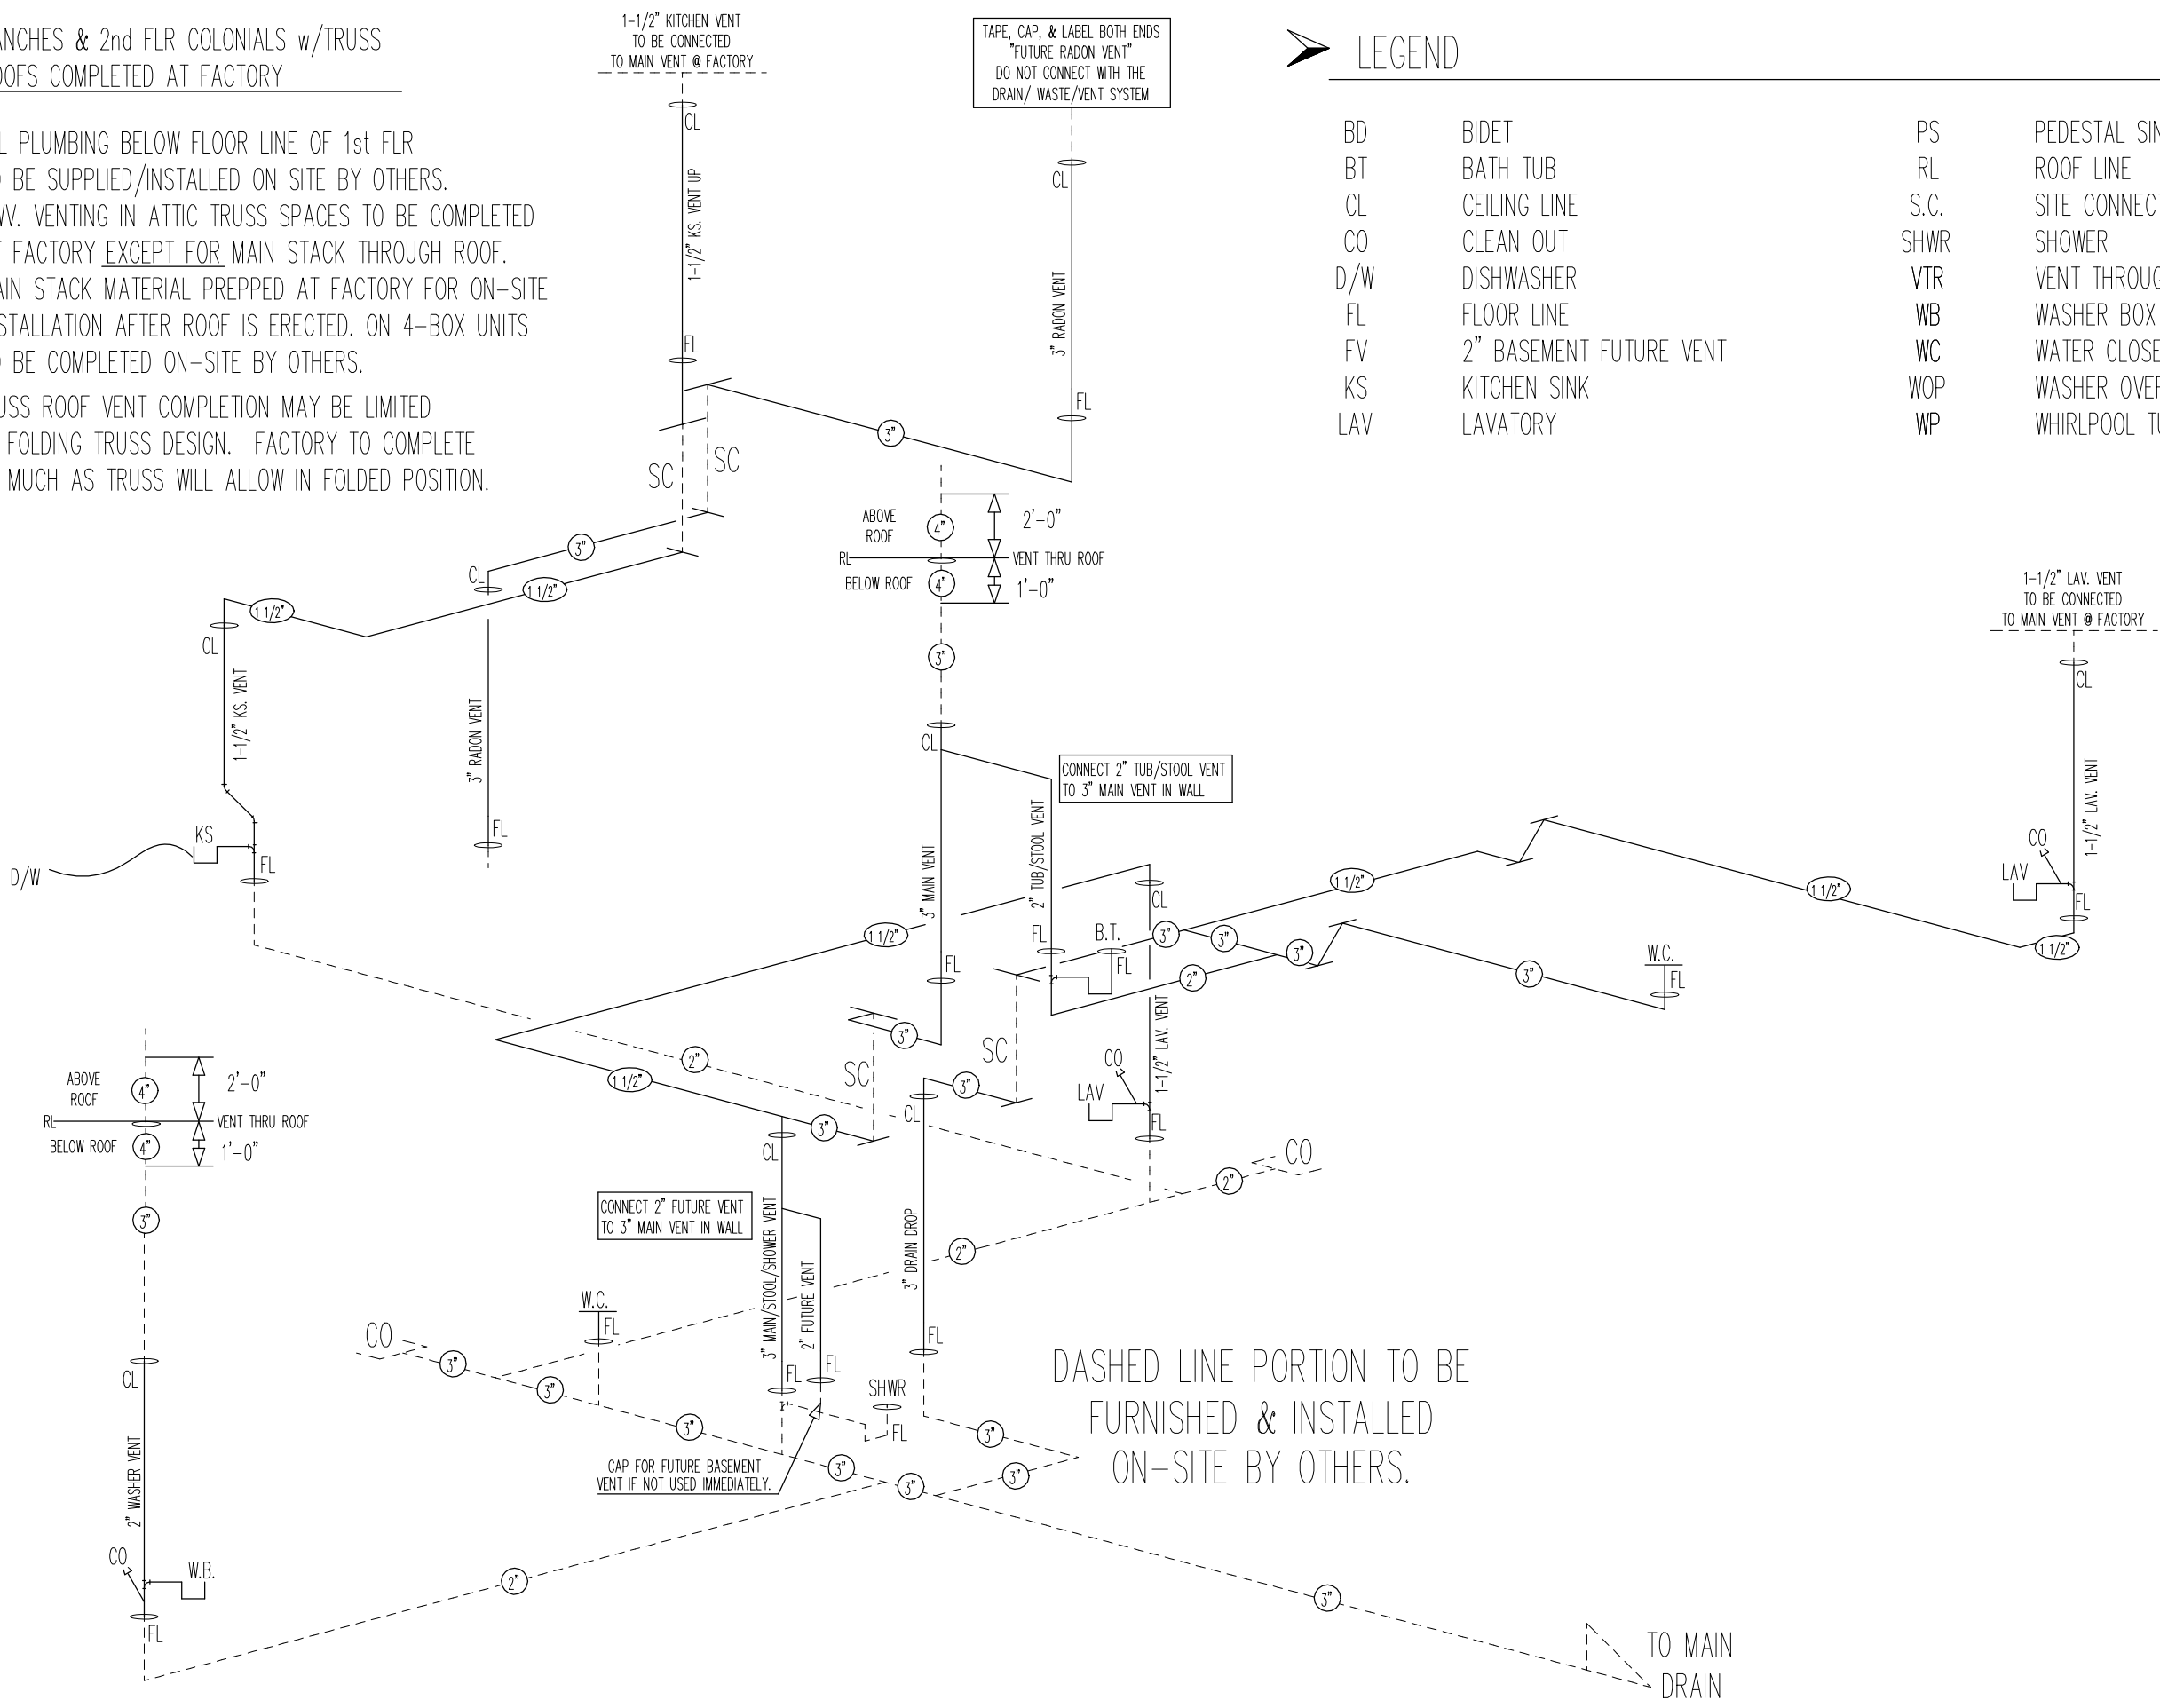 ANCHES & 2nd FLR COLONIALS w/TRUSS
OOFS COMPLETED AT FACTORY
L PLUMBING BELOW FLOOR LINE OF 1st FLR
BE SUPPLIED/INSTALLED ON SITE BY OTHERS.
WV. VENTING IN ATTIC TRUSS SPACES TO BE COMPLETED
FACTORY EXCEPT FOR MAIN STACK THROUGH ROOF.
AIN STACK MATERIAL PREPPED AT FACTORY FOR ON-SITE
STALLATION AFTER ROOF IS ERECTED. ON 4-BOX UNITS
BE COMPLETED ON-SITE BY OTHERS.
USS ROOF VENT COMPLETION MAY BE LIMITED
FOLDING TRUSS DESIGN. FACTORY TO COMPLETE
MUCH AS TRUSS WILL ALLOW IN FOLDED POSITION.
1-1/2" KITCHEN VENT
TO BE CONNECTED
TO MAIN VENT @ FACTORY
CL
1-1/2" KS. VENT UP
FL
SC
SC
TAPE, CAP, & LABEL BOTH ENDS
"FUTURE RADON VENT"
DO NOT CONNECT WITH THE
DRAIN/ WASTE/VENT SYSTEM
CL
3" RADON VENT
FL
3"
LEGEND
BD BIDET
BT BATH TUB
CL CEILING LINE
CO CLEAN OUT
D/W DISHWASHER
FL FLOOR LINE
FV 2" BASEMENT FUTURE VENT
KS KITCHEN SINK
LAV LAVATORY
PS PEDESTAL SIN
RL ROOF LINE
S.C. SITE CONNECT
SHWR SHOWER
VTR VENT THROUG
WB WASHER BOX
WC WATER CLOSE
WOP WASHER OVER
WP WHIRLPOOL TU
ABOVE
ROOF
4"
2'-0"
RL
VENT THRU ROOF
BELOW ROOF
4"
1'-0"
3"
3"
CL
1 1/2"
1 1/2"
CL
1-1/2" KS. VENT
3" RADON VENT
FL
KS
FL
D/W
CL
CONNECT 2" TUB/STOOL VENT
TO 3" MAIN VENT IN WALL
3" MAIN VENT
2" TUB/STOOL VENT
FL
FL
1 1/2"
3"
SC
SC
CL
B.T.
FL
3"
3"
3"
2"
1 1/2"
1 1/2"
3"
W.C.
FL
1-1/2" LAV. VENT
TO BE CONNECTED
TO MAIN VENT @ FACTORY
CL
1-1/2" LAV. VENT
CO
LAV
FL
1 1/2"
1-1/2" LAV. VENT
CO
LAV
FL
2"
1 1/2"
3"
3"
CL
CL
ABOVE
ROOF
4"
2'-0"
RL
VENT THRU ROOF
BELOW ROOF
4"
1'-0"
3"
CO
2"
2"
CONNECT 2" FUTURE VENT
TO 3" MAIN VENT IN WALL
3" MAIN/STOOL/SHOWER VENT
2" FUTURE VENT
3" DRAIN DROP
W.C.
FL
CO
3"
3"
3"
FL
FL
FL
SHWR
FL
CL
2" WASHER VENT
CO
W.B.
FL
CAP FOR FUTURE BASEMENT
VENT IF NOT USED IMMEDIATELY.
3"
3"
3"
3"
2"
3"
DASHED LINE PORTION TO BE
FURNISHED & INSTALLED
ON-SITE BY OTHERS.
TO MAIN
DRAIN